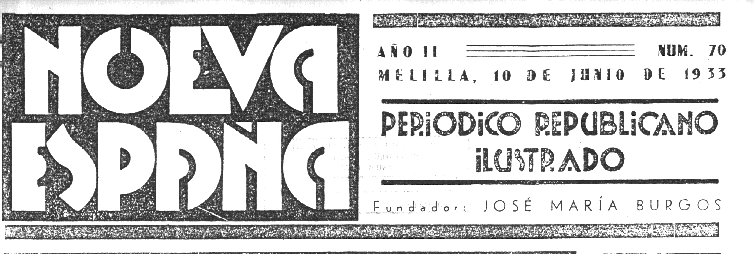 NUEVA
ESPAÑA
AÑO II NUM. 70
MELILLA, 10 DE JUNIO DE 1933
PERiODICO REPUBLICANO
iLUSTRADO
Fundador: JOSÉ MARÍA BURGOS